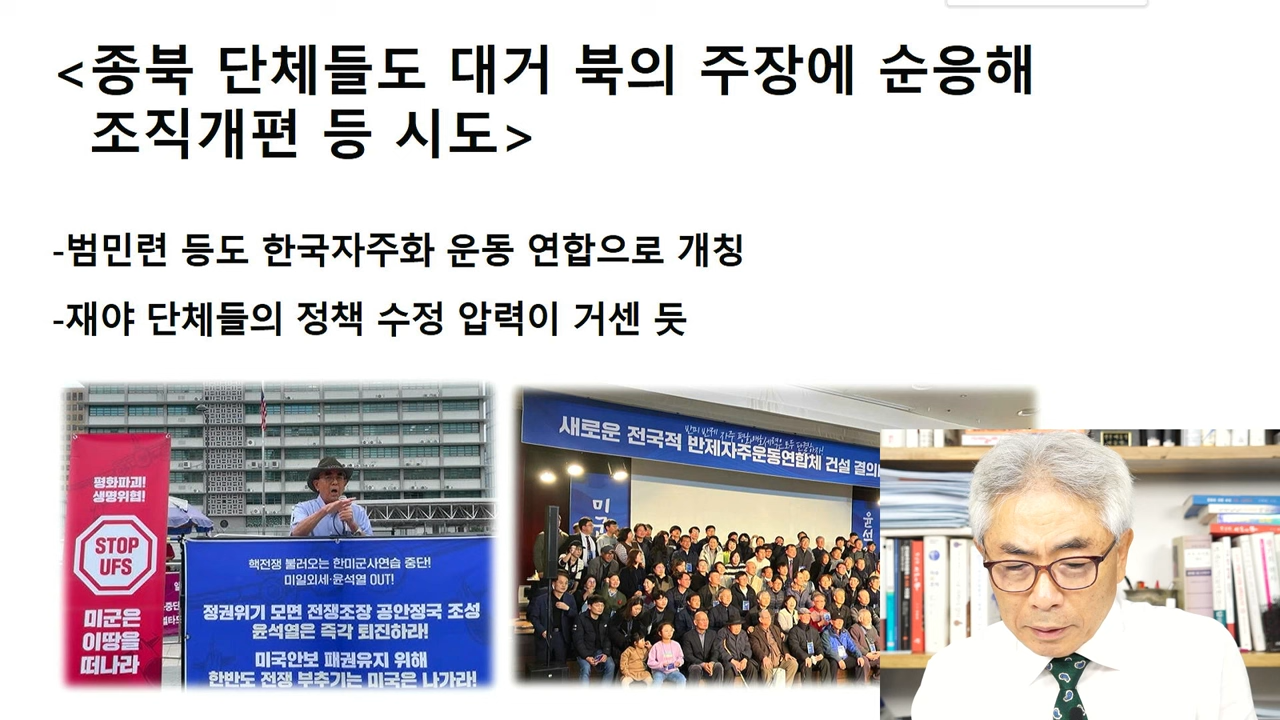 <종북 단체들도 대거 북의 주장에 순응해
조직개편 등 시도>
-범민련 등도 한국자주화 운동 연합으로 개칭
-재야 단체들의 정책 수정 압력이 거센 듯
평화파괴!
생명위협!
STOP
UFS
미군은
이땅을
떠나라
핵전쟁 불러오는 한미군사연습 중단!
미일외세·윤석열 OUT!
정권위기 모면 전쟁조장 공안정국 조성
윤석열은 즉각 퇴진하라!
미국안보 패권유지 위해
한반도 전쟁 부추기는 미국은 나가라!
새로운 전국적 반제자주운동연합체 건설 결의